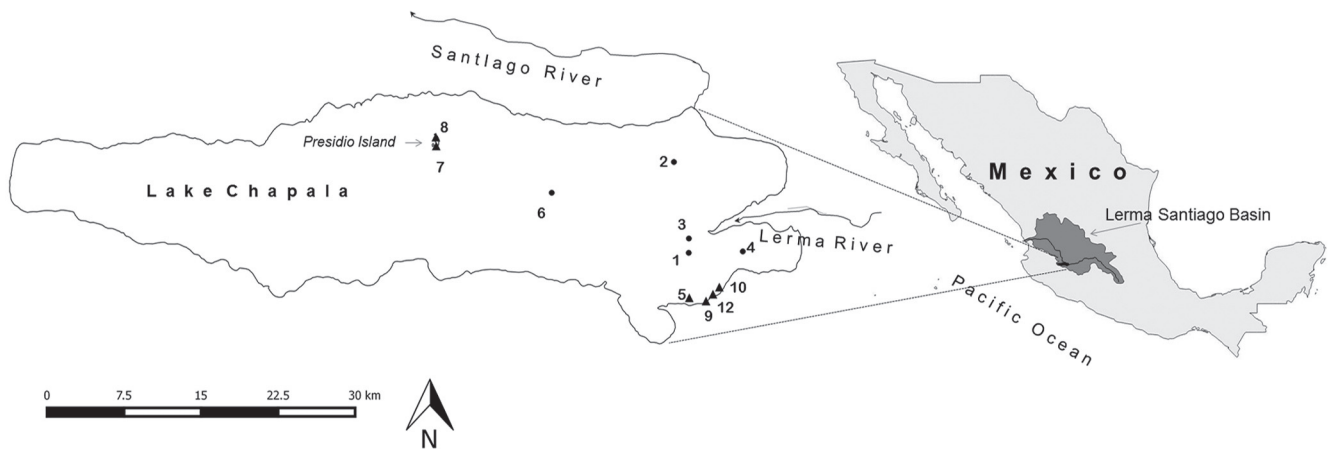 Santlago River
8
Presidio Island
7
2
Mexico
Lake Chapala
6
Lerma Santiago Basin
3
Lerma River
1
4
10
5
12
9
Pacific Ocean
0 7.5 15 22.5 30 km
N